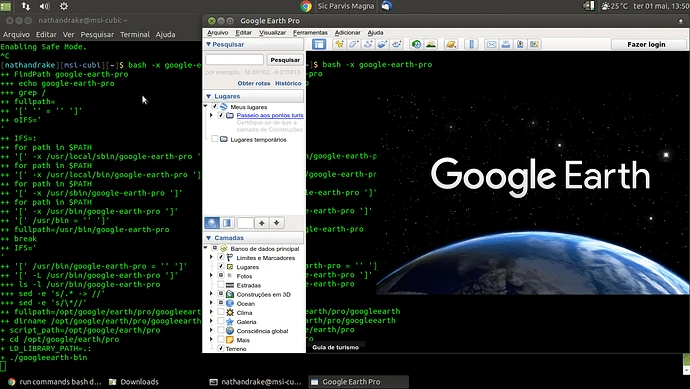 Google Earth Pro
Sic Parvis Magna
25 °C
ter 01 mai, 13:50
nathandrake@msi-cubi: ~
Arquivo Editar Ver Pesquisar Terminal Ajuda
Enabling Safe Mode.
^C
[nathandrake][msi-cubi][~]$ bash -x google-e
$ bash -x google-earth-pro
++ FindPath google-earth-pro
+++ echo google-earth-pro
+++ grep /
++ fullpath=
++ '[' '' = '' ']'
++ oIFS='
'
++ IFS=:
++ for path in $PATH
++ '[' -x /usr/local/sbin/google-earth-pro ']'
++ for path in $PATH
++ '[' -x /usr/local/bin/google-earth-pro ']'
++ for path in $PATH
++ '[' -x /usr/sbin/google-earth-pro ']'
++ for path in $PATH
++ '[' -x /usr/bin/google-earth-pro ']'
++ '[' /usr/bin = '' ']'
++ fullpath=/usr/bin/google-earth-pro
++ break
++ IFS='
'
++ '[' /usr/bin/google-earth-pro = '' ']'
++ '[' -L /usr/bin/google-earth-pro ']'
+++ ls -l /usr/bin/google-earth-pro
+++ sed -e 's/.* -> //'
+++ sed -e 's/\*//'
++ fullpath=/opt/google/earth/pro/googleearth
++ dirname /opt/google/earth/pro/googleearth
+ script_path=/opt/google/earth/pro
+ cd /opt/google/earth/pro
+ LD_LIBRARY_PATH=.:
+ ./googleearth-bin
Google Earth Pro
Arquivo Editar Visualizar Ferramentas Adicionar Ajuda
Pesquisar
Pesquisar
Obter rotas Histórico
Lugares
Meus lugares
Passeio aos pontos turís
Certifique-se de que a
camada de Construções
Lugares temporários
Camadas
Banco de dados principal
Limites e Marcadores
Lugares
Fotos
Estradas
Construções em 3D
Ocean
Clima
Galeria
Consciência global
Mais
Terreno
Fazer login
Google Earth
Guia de turismo
run commands bash d...
Downloads
nathandrake@msi-cu...
Google Earth Pro